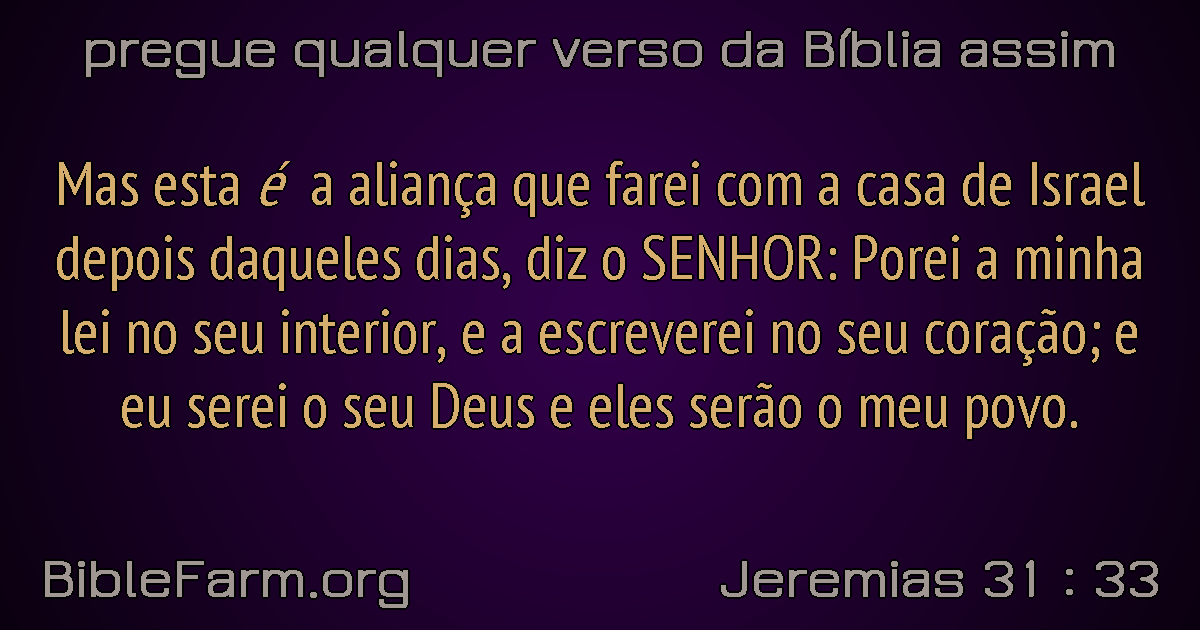 pregue qualquer verso da Bíblia assim
Mas esta é a aliança que farei com a casa de Israel
depois daqueles dias, diz o SENHOR: Porei a minha
lei no seu interior, e a escreverei no seu coração; e
eu serei o seu Deus e eles serão o meu povo.
BibleFarm.org
Jeremias 31 : 33